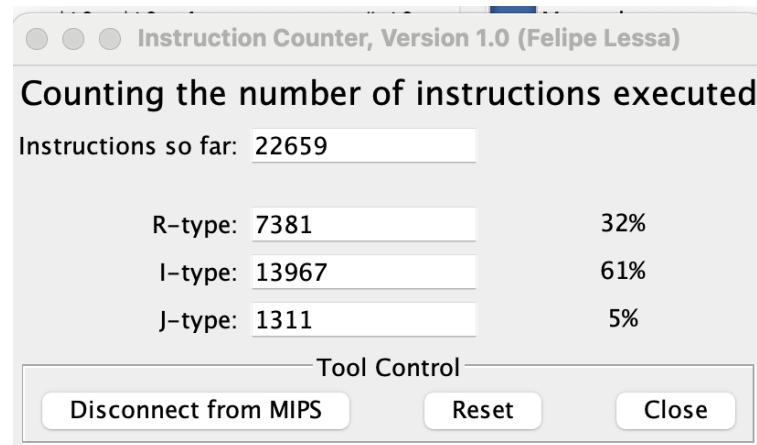 Instruction Counter, Version 1.0 (Felipe Lessa)
Counting the number of instructions executed
Instructions so far: 22659
R-type: 7381 32%
I-type: 13967 61%
J-type: 1311 5%
Tool Control
Disconnect from MIPS Reset Close